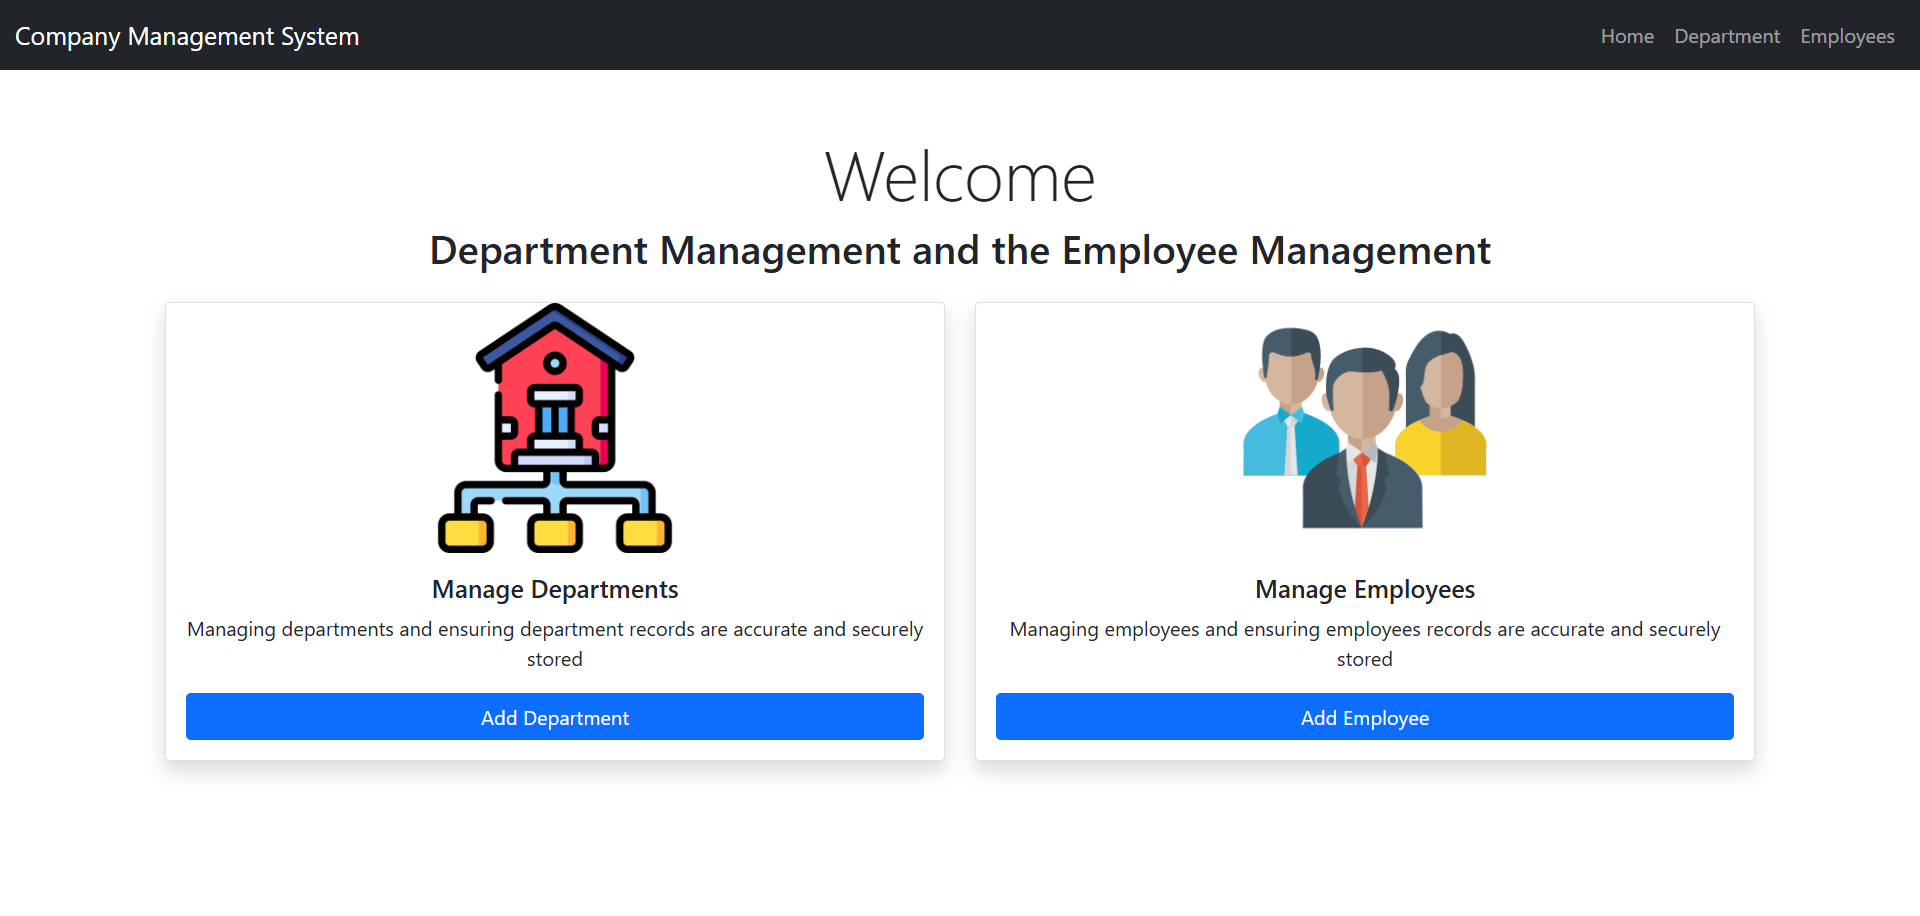 Company Management System
Home Department Employees
Welcome
Department Management and the Employee Management
Manage Departments
Managing departments and ensuring department records are accurate and securely
stored
Add Department
Manage Employees
Managing employees and ensuring employees records are accurate and securely
stored
Add Employee